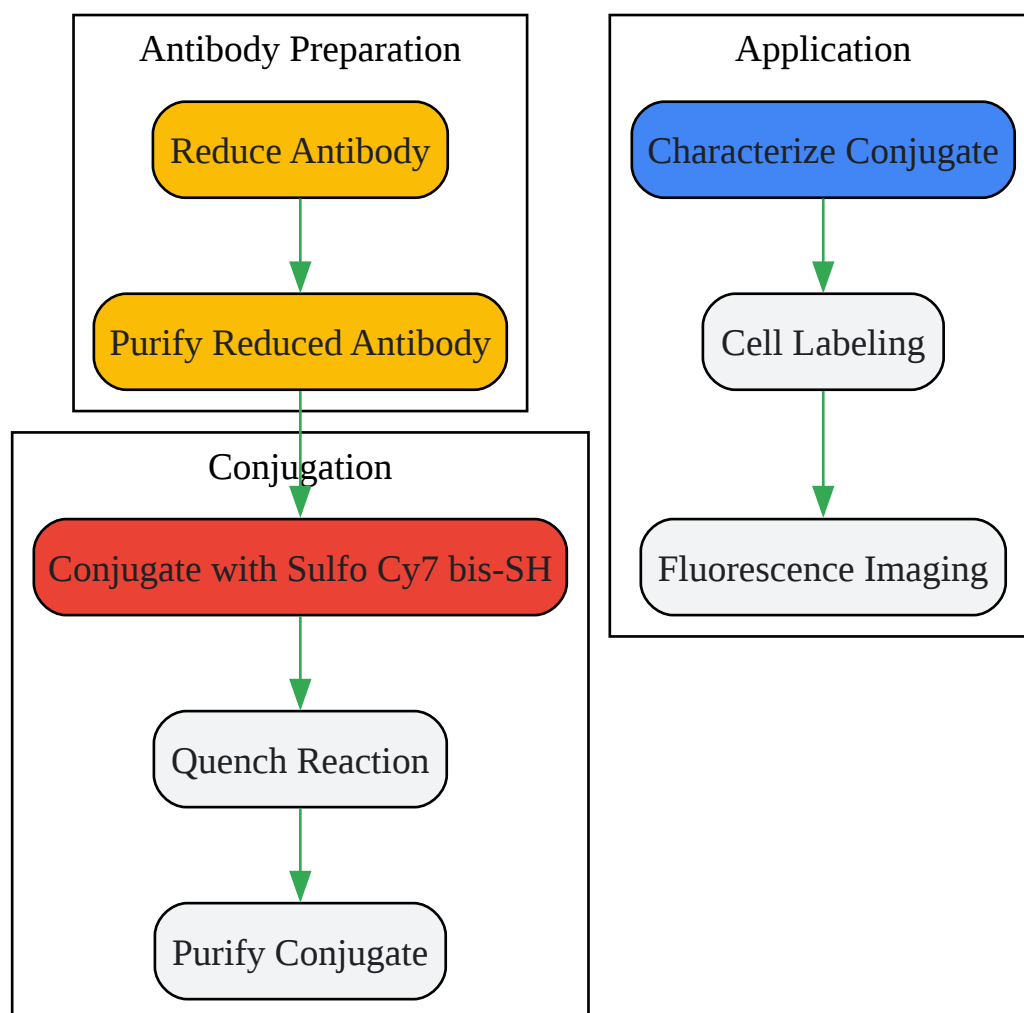 Antibody Preparation
Reduce Antibody
Purify Reduced Antibody
Conjugation
Conjugate with Sulfo Cy7 bis-SH
Quench Reaction
Purify Conjugate
Application
Characterize Conjugate
Cell Labeling
Fluorescence Imaging